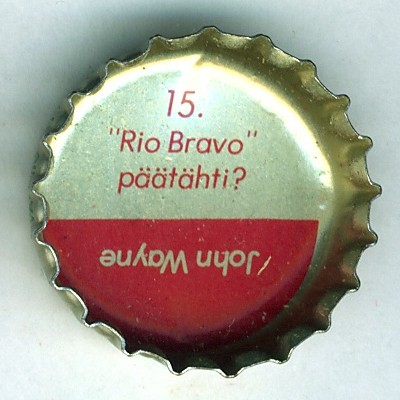 15.
"Rio Bravo"
päätähti?
John Wayne